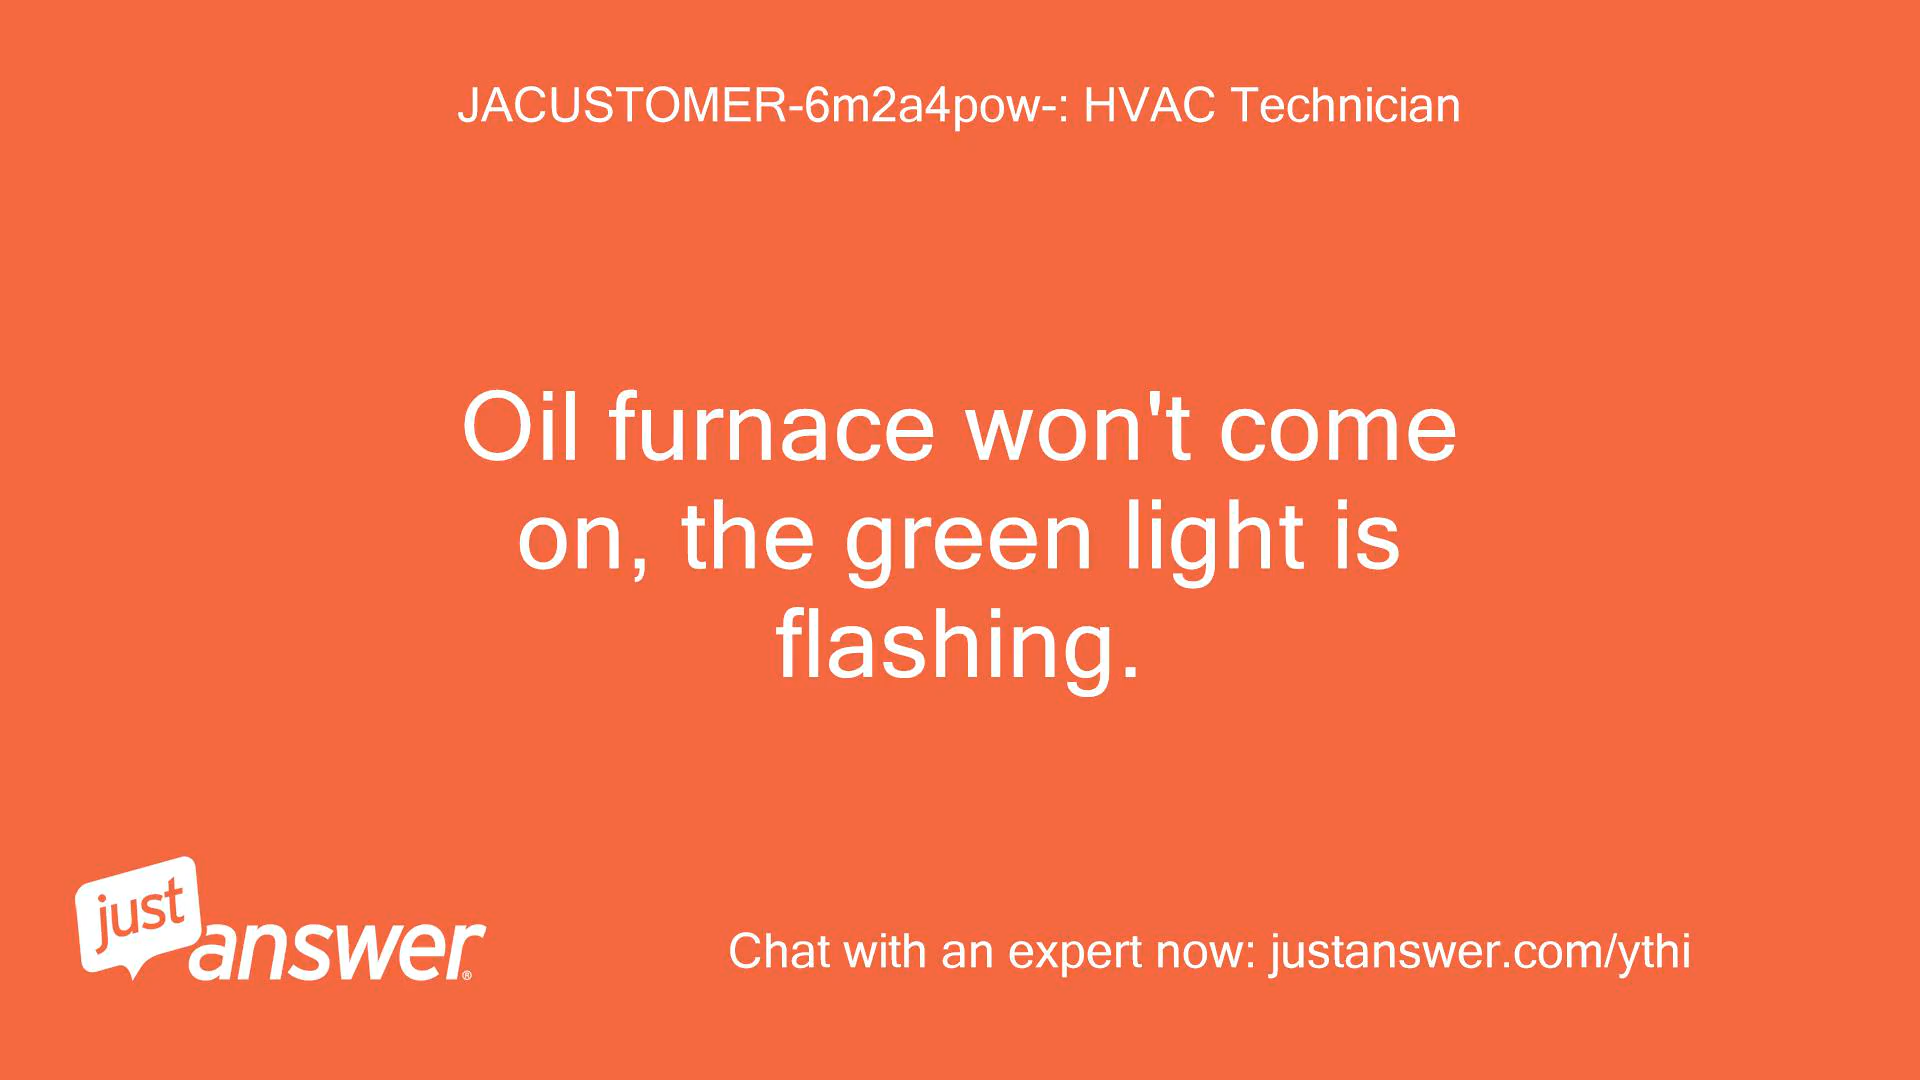 JACUSTOMER-6m2a4pow-: HVAC Technician
Oil furnace won't come
on, the green light is
flashing.
just
answer®
Chat with an expert now: justanswer.com/ythi